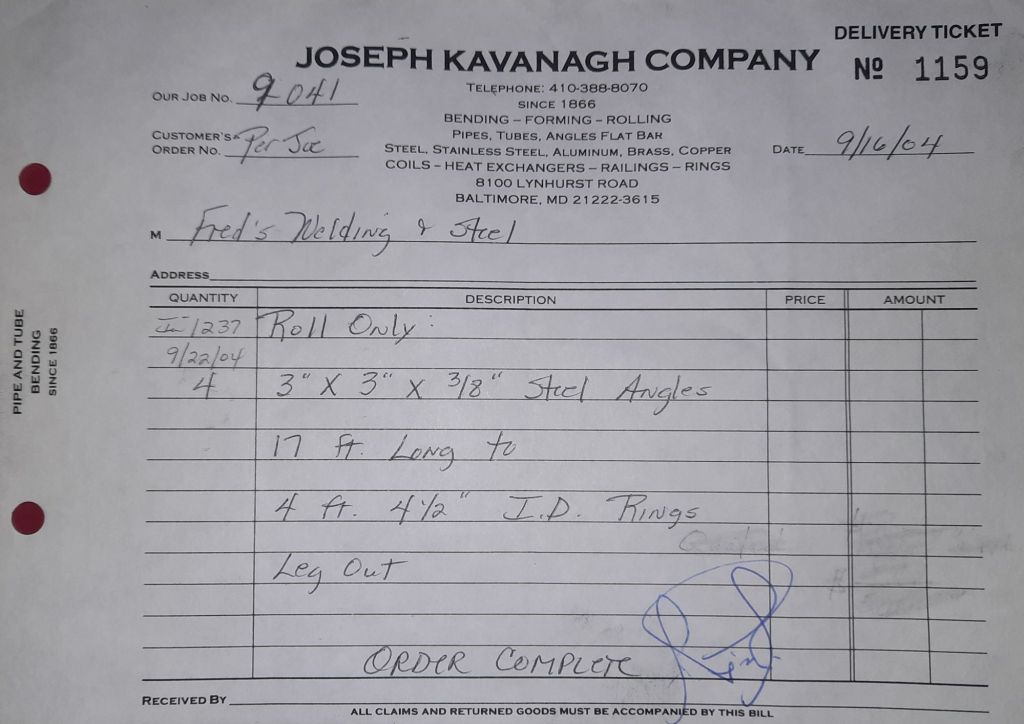 DELIVERY TICKET
JOSEPH KAVANAGH COMPANY
Nº 1159
TELEPHONE: 410-388-8070
SINCE 1866
BENDING – FORMING – ROLLING
PIPES, TUBES, ANGLES FLAT BAR
STEEL, STAINLESS STEEL, ALUMINUM, BRASS, COPPER
COILS – HEAT EXCHANGERS – RAILINGS – RINGS
8100 LYNHURST ROAD
BALTIMORE, MD 21222-3615
OUR JOB NO. 9041
CUSTOMER'S
ORDER NO. Per Joe
DATE 9/16/04
M Fred's Welding & Steel
ADDRESS
QUANTITY DESCRIPTION PRICE AMOUNT
1237 Roll Only:
9/22/04
4 3" X 3" X 3/8" Steel Angles
17 ft. Long to
4 ft. 4 1/2" I.D. Rings
Leg Out
ORDER COMPLETE
RECEIVED BY
ALL CLAIMS AND RETURNED GOODS MUST BE ACCOMPANIED BY THIS BILL
PIPE AND TUBE
BENDING
SINCE 1866